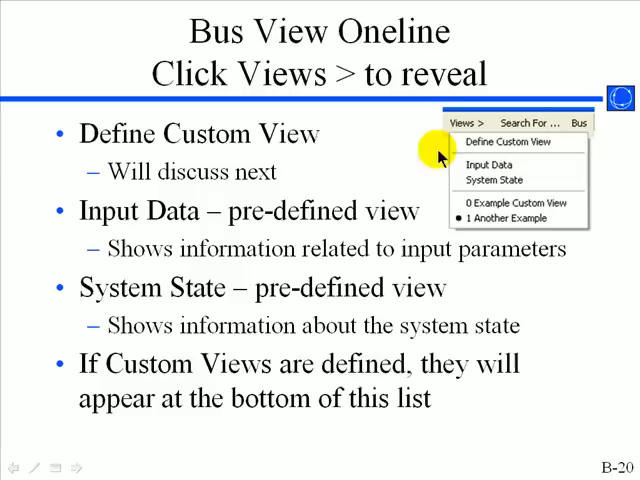 Bus View Oneline
Click Views > to reveal
• Define Custom View
– Will discuss next
• Input Data – pre-defined view
– Shows information related to input parameters
• System State – pre-defined view
– Shows information about the system state
• If Custom Views are defined, they will
appear at the bottom of this list
Views > Search For ... Bus
Define Custom View
Input Data
System State
0 Example Custom View
1 Another Example
B-20